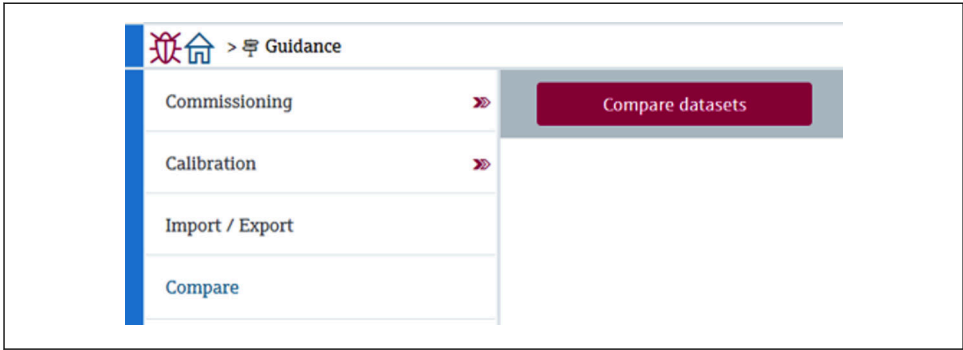 > Guidance
Commissioning
Compare datasets
Calibration
Import / Export
Compare